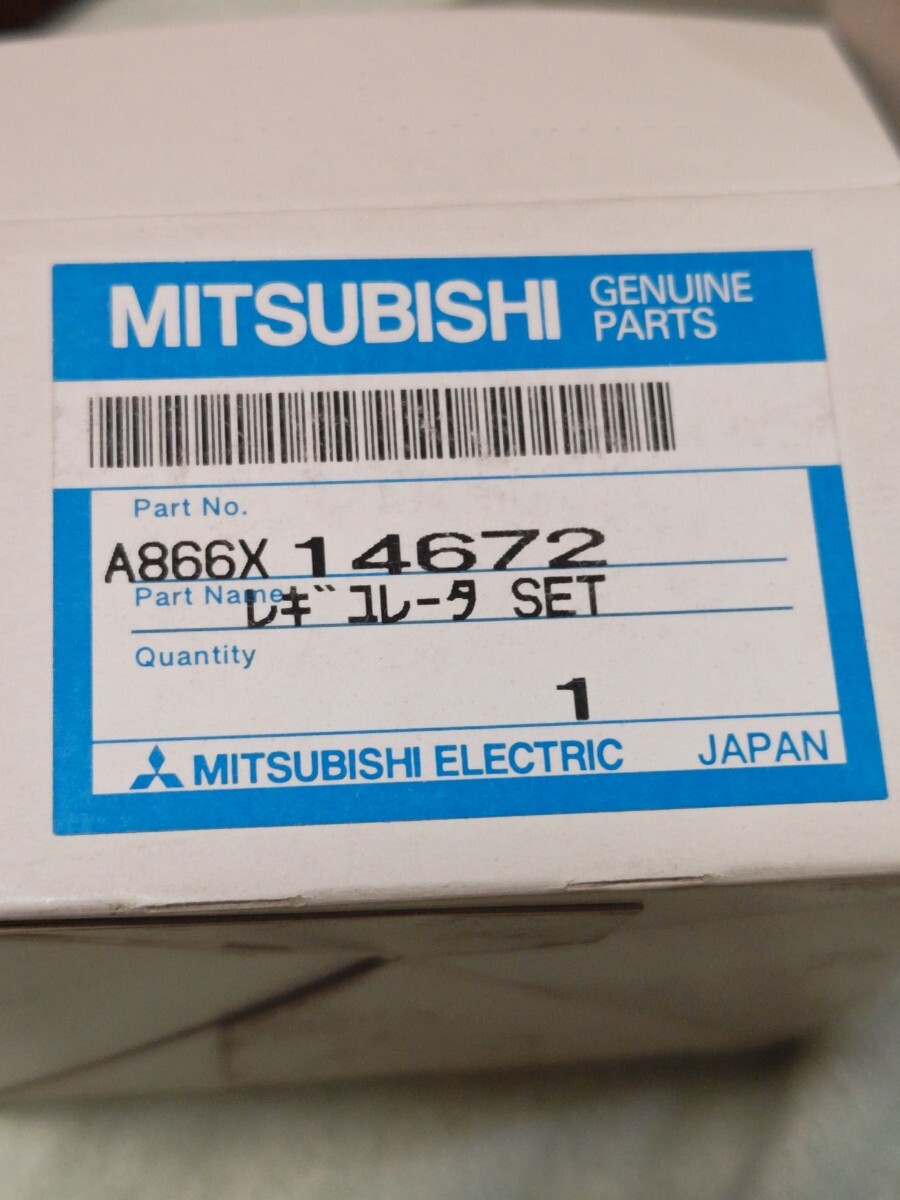 MITSUBISHI GENUINE PARTS
Part No.
A866X 14672
Part Name
レギュレータ SET
Quantity
1
MITSUBISHI ELECTRIC JAPAN